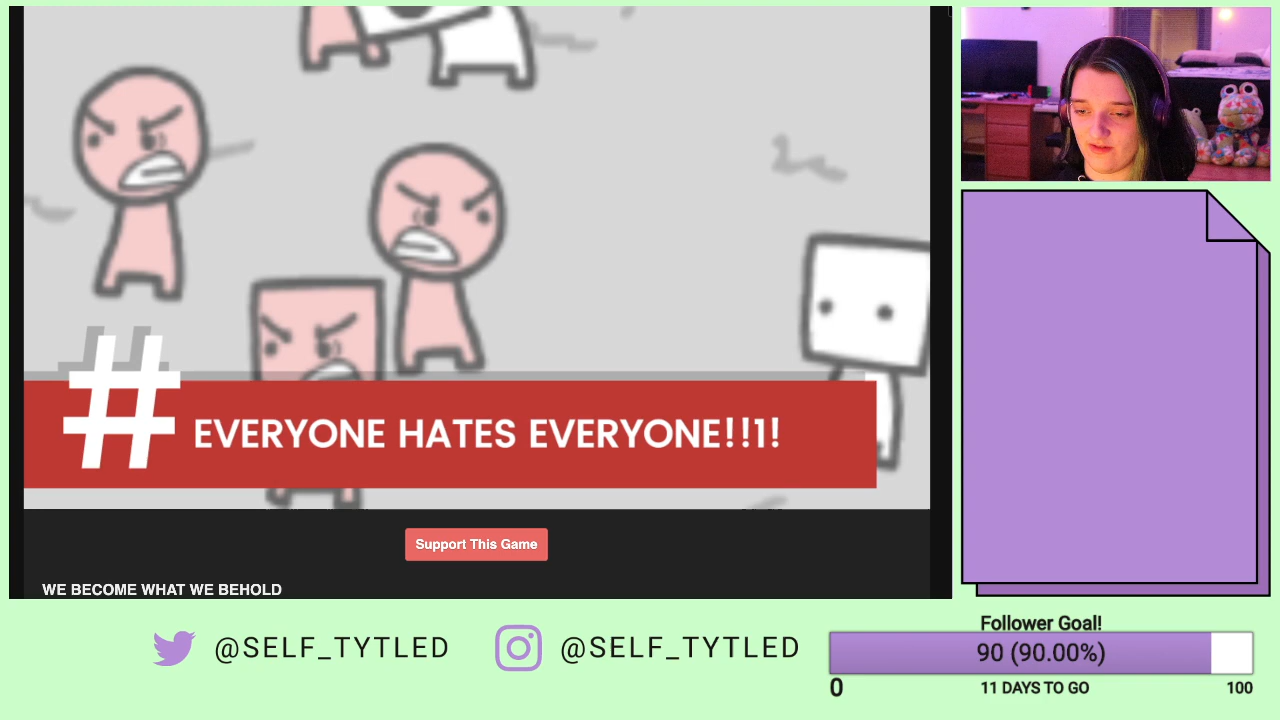 # EVERYONE HATES EVERYONE!!1!
Support This Game
WE BECOME WHAT WE BEHOLD
@SELF_TYTLED
@SELF_TYTLED
Follower Goal!
90 (90.00%)
0
11 DAYS TO GO
100